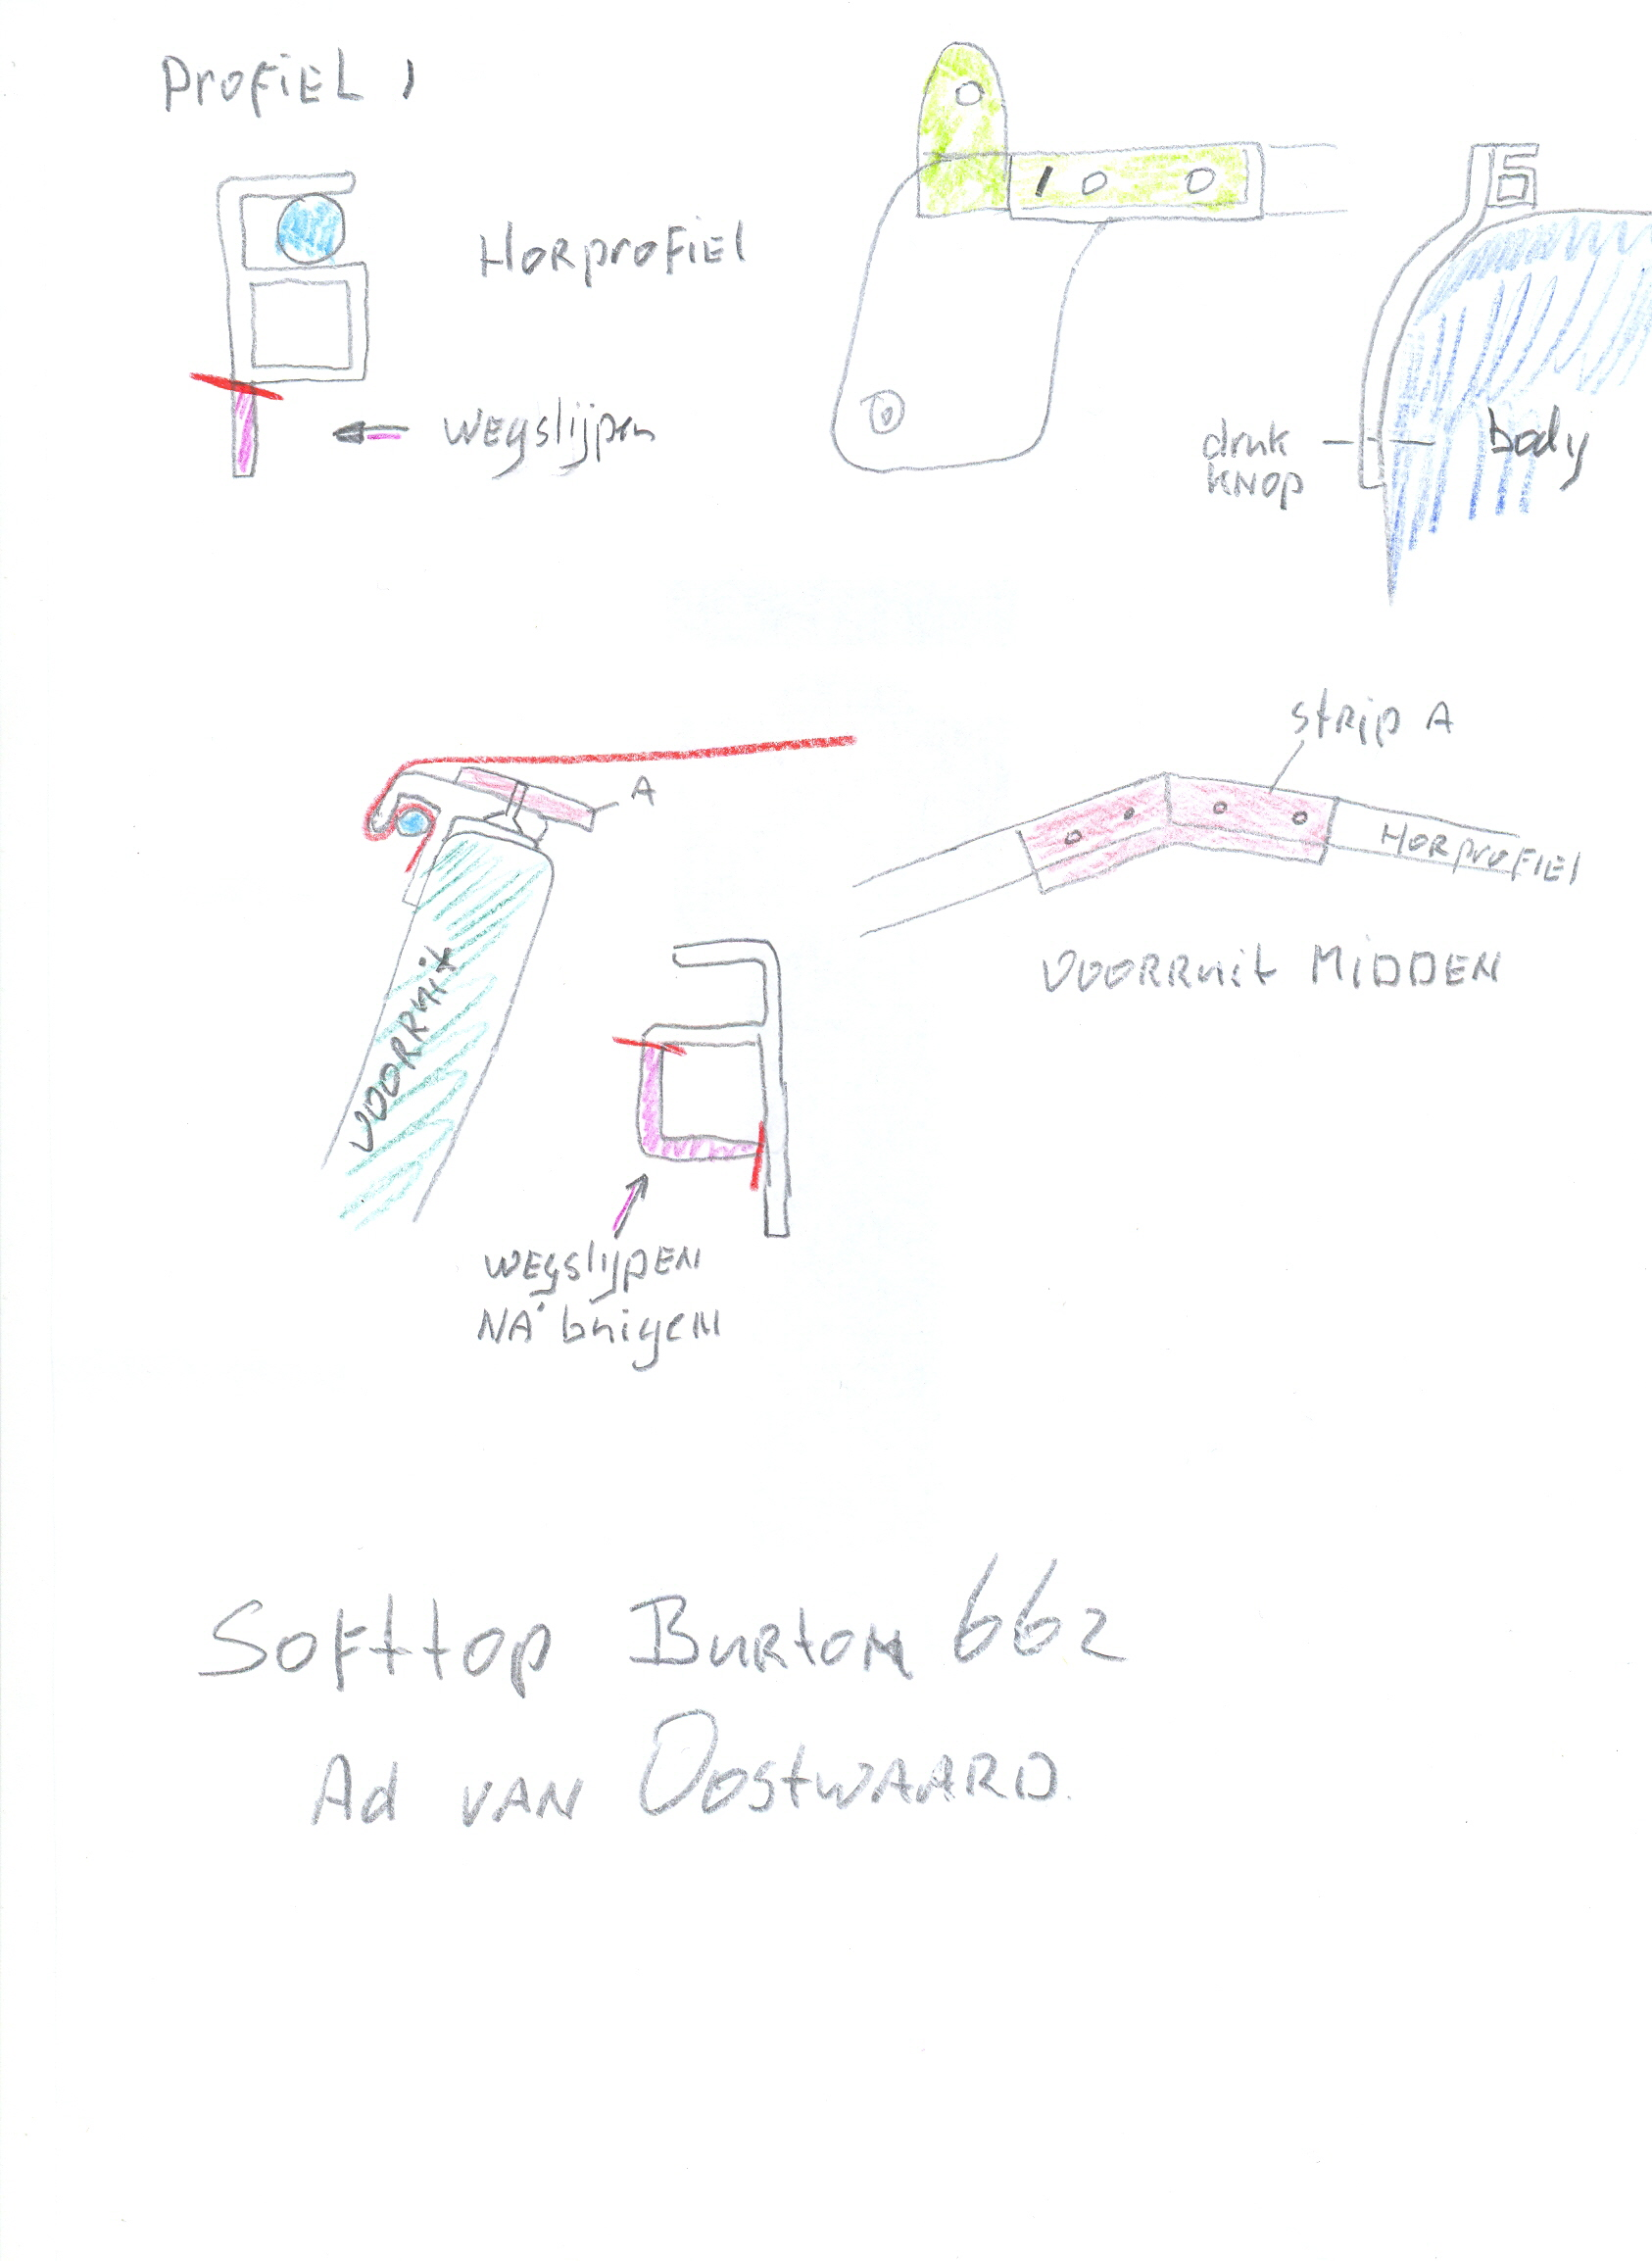 PROFIEL 1
HORPROFIEL
WEGSLIJPEN
druk
KNOP
body
strip A
A
HORPROFIEL
VOORRUIT
VOORRUIT MIDDEN
WEGSLIJPEN
NÁ buigen
Softtop BURTON 662
Ad VAN OOSTWAARD.